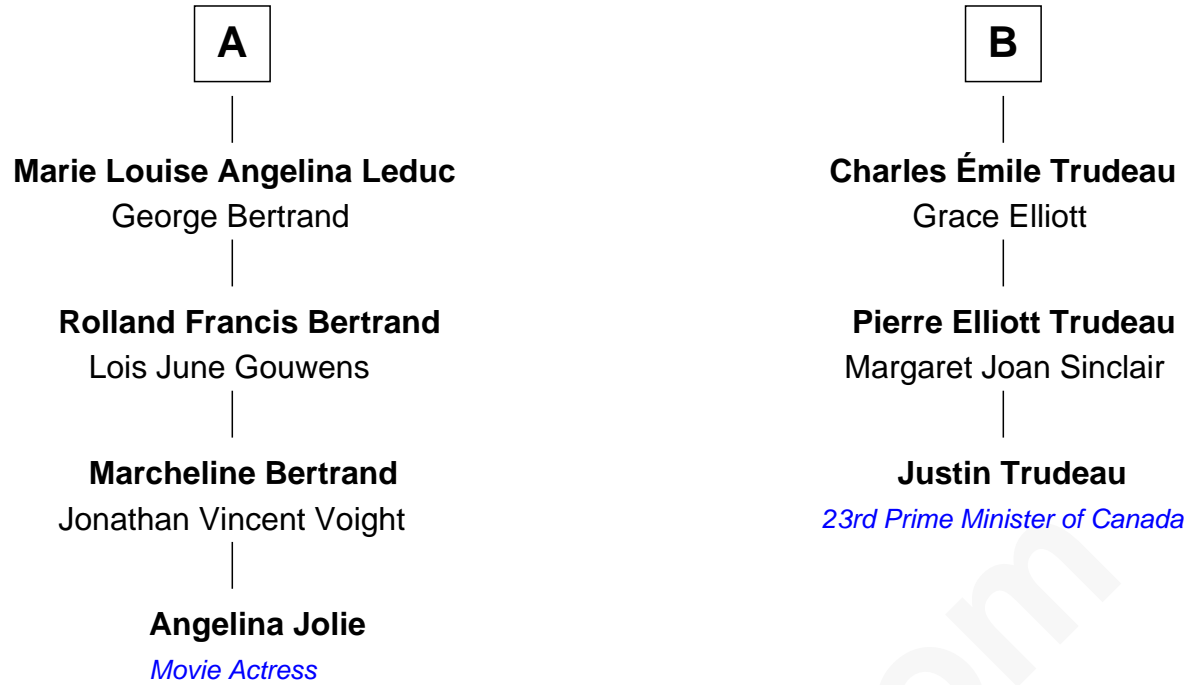 A
Marie Louise Angelina Leduc
George Bertrand
Rolland Francis Bertrand
Lois June Gouwens
Marcheline Bertrand
Jonathan Vincent Voight
Angelina Jolie
Movie Actress
B
Charles Émile Trudeau
Grace Elliott
Pierre Elliott Trudeau
Margaret Joan Sinclair
Justin Trudeau
23rd Prime Minister of Canada
om